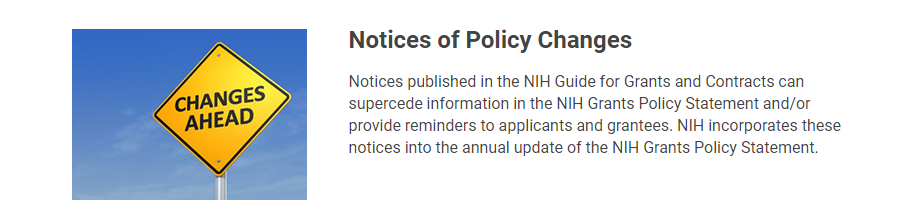 Notices of Policy Changes
CHANGES
AHEAD
Notices published in the NIH Guide for Grants and Contracts can
supercede information in the NIH Grants Policy Statement and/or
provide reminders to applicants and grantees. NIH incorporates these
notices into the annual update of the NIH Grants Policy Statement.